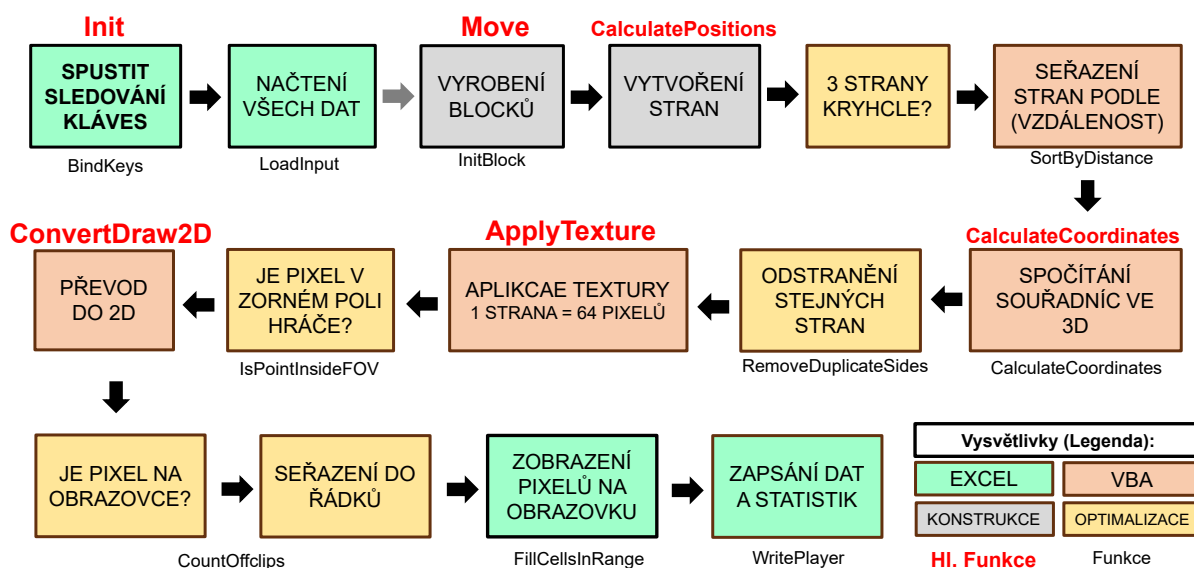 Init
SPUSTIT
SLEDOVÁNÍ
KLÁVES
BindKeys
NAČTENÍ
VŠECH DAT
LoadInput
Move
VYROBENÍ
BLOCKŮ
InitBlock
CalculatePositions
VYTVOŘENÍ
STRAN
3 STRANY
KRYHCLE?
SEŘAZENÍ
STRAN PODLE
(VZDÁLENOST)
SortByDistance
CalculateCoordinates
SPOČÍTÁNÍ
SOUŘADNÍC VE
3D
CalculateCoordinates
ODSTRANĚNÍ
STEJNÝCH
STRAN
RemoveDuplicateSides
ApplyTexture
APLIKCAE TEXTURY
1 STRANA = 64 PIXELŮ
JE PIXEL V
ZORNÉM POLI
HRÁČE?
IsPointInsideFOV
ConvertDraw2D
PŘEVOD
DO 2D
JE PIXEL NA
OBRAZOVCE?
SEŘAZENÍ DO
ŘÁDKŮ
CountOffclips
ZOBRAZENÍ
PIXELŮ NA
OBRAZOVKU
FillCellsInRange
ZAPSÁNÍ DAT
A STATISTIK
WritePlayer
Vysvětlivky (Legenda):
EXCEL
VBA
KONSTRUKCE
OPTIMALIZACE
Hl. Funkce
Funkce